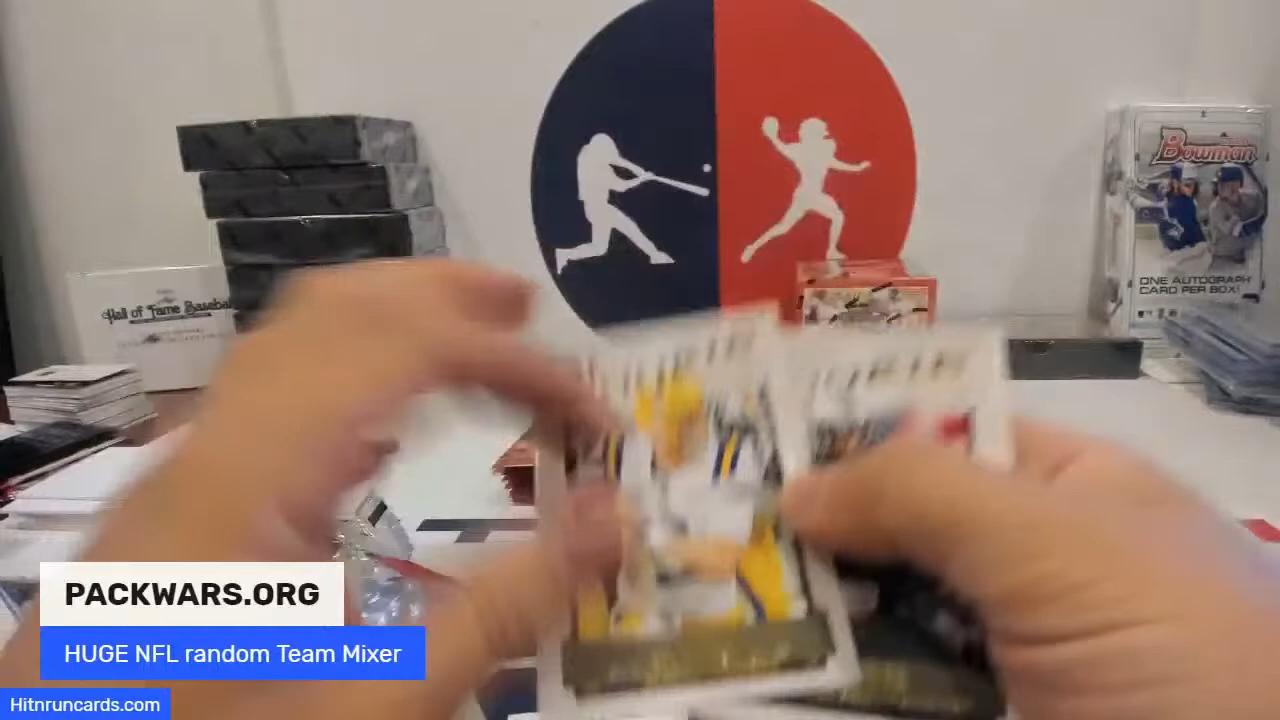 Bowman
ONE AUTOGRAPH
CARD PER BOX!
Hall of Fame Baseball
PACKWARS.ORG
HUGE NFL random Team Mixer
Hitnruncards.com